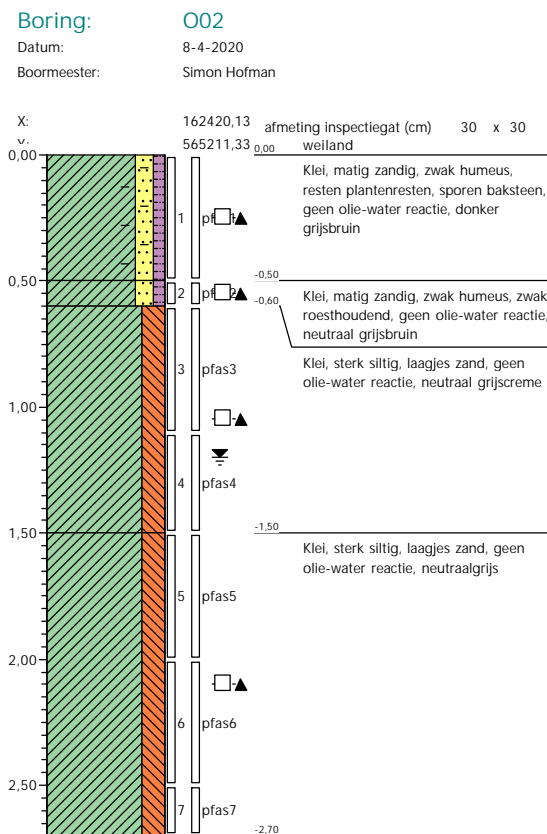 Boring: O02
Datum: 8-4-2020
Boormeester: Simon Hofman
X: 162420,13
565211,33
afmeting inspectiegat (cm) 30 x 30
0,00
0,00
weiland
Klei, matig zandig, zwak humeus,
resten plantenresten, sporen baksteen,
geen olie-water reactie, donker
grijsbruin
1
0,50
-0,50
2
-0,60
Klei, matig zandig, zwak humeus, zwak
roesthoudend, geen olie-water reactie,
neutraal grijsbruin
3 pfas3
Klei, sterk siltig, laagjes zand, geen
olie-water reactie, neutraal grijscreme
1,00
4 pfas4
1,50
-1,50
Klei, sterk siltig, laagjes zand, geen
olie-water reactie, neutraalgrijs
5 pfas5
2,00
6 pfas6
2,50
7 pfas7
-2,70